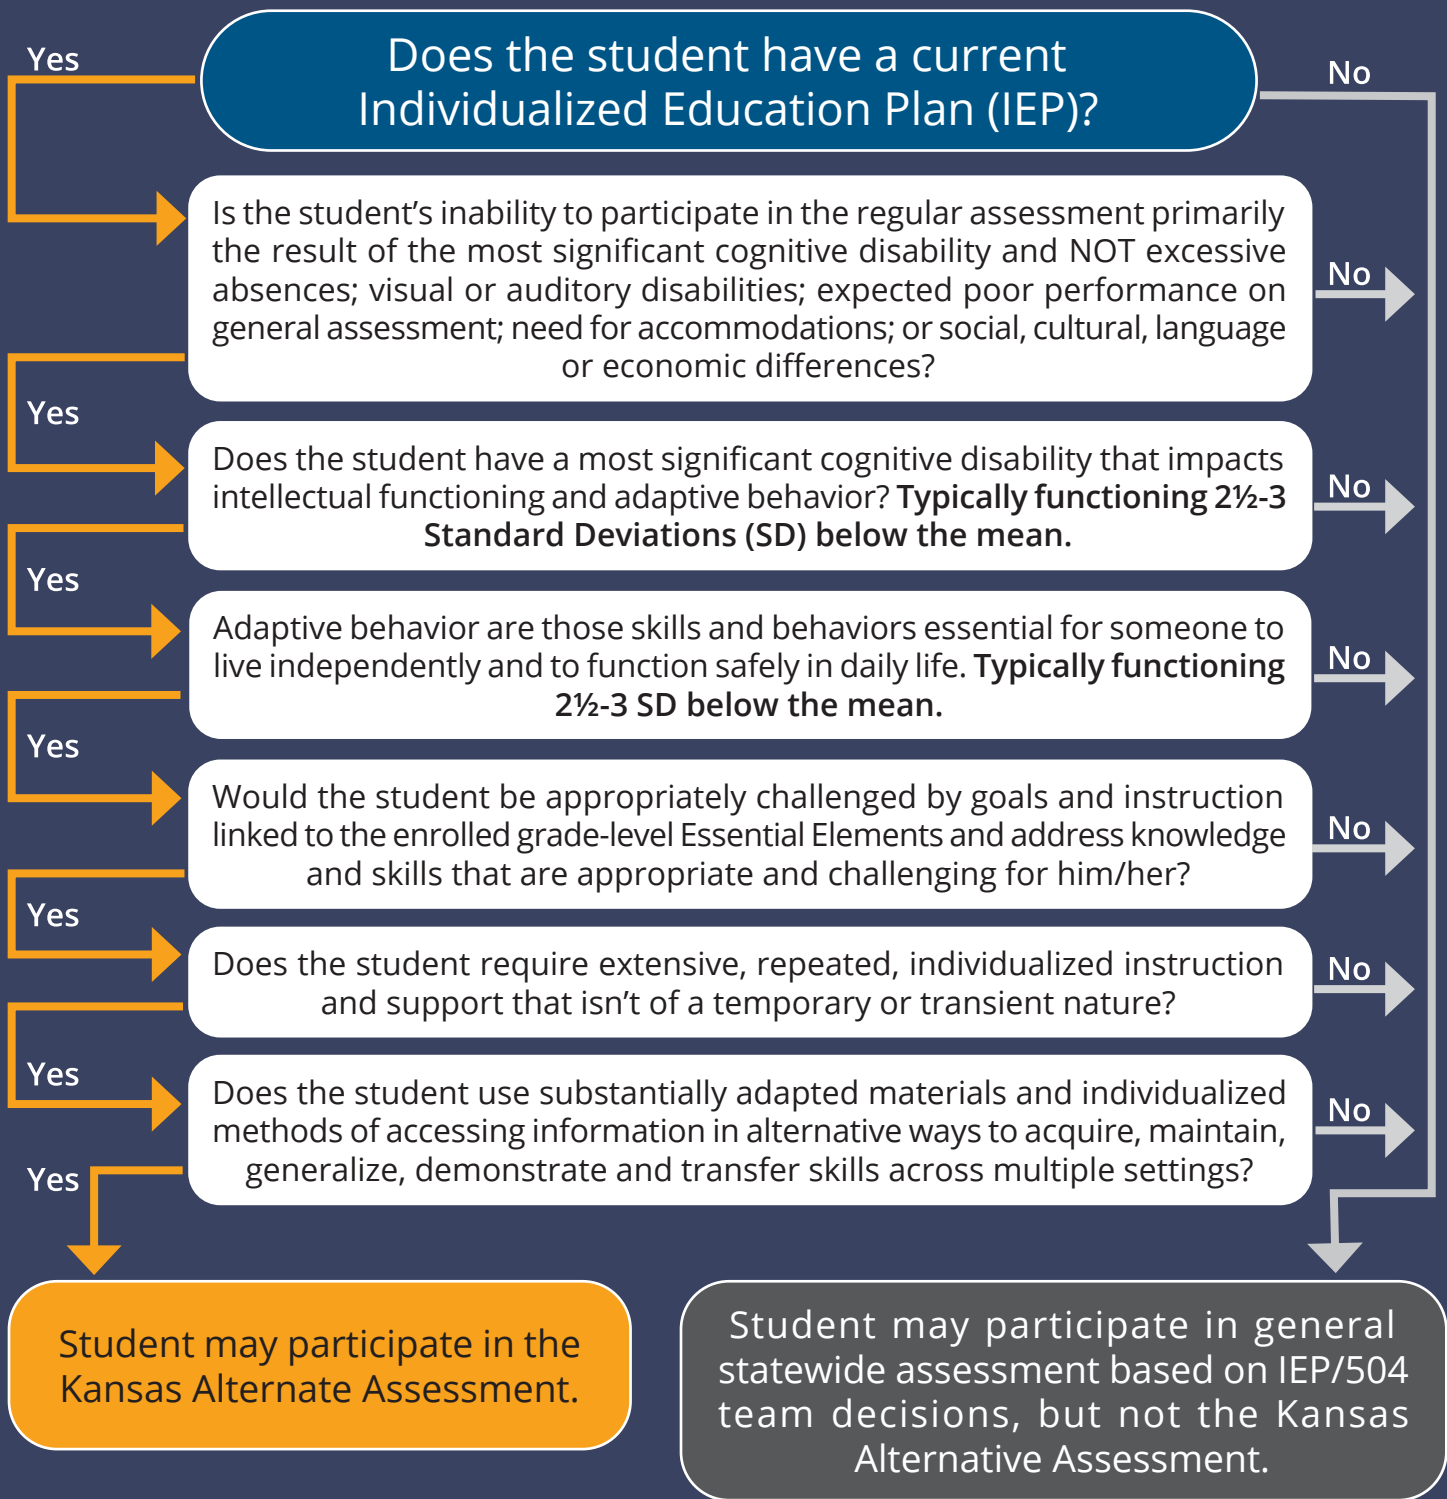 Does the student have a current
Individualized Education Plan (IEP)?
Yes
No
Is the student’s inability to participate in the regular assessment primarily
the result of the most significant cognitive disability and NOT excessive
absences; visual or auditory disabilities; expected poor performance on
general assessment; need for accommodations; or social, cultural, language
or economic differences?
Yes
No
Does the student have a most significant cognitive disability that impacts
intellectual functioning and adaptive behavior? Typically functioning 2½-3
Standard Deviations (SD) below the mean.
Yes
No
Adaptive behavior are those skills and behaviors essential for someone to
live independently and to function safely in daily life. Typically functioning
2½-3 SD below the mean.
Yes
No
Would the student be appropriately challenged by goals and instruction
linked to the enrolled grade-level Essential Elements and address knowledge
and skills that are appropriate and challenging for him/her?
Yes
No
Does the student require extensive, repeated, individualized instruction
and support that isn’t of a temporary or transient nature?
Yes
No
Does the student use substantially adapted materials and individualized
methods of accessing information in alternative ways to acquire, maintain,
generalize, demonstrate and transfer skills across multiple settings?
Yes
No
Student may participate in the
Kansas Alternate Assessment.
Student may participate in general
statewide assessment based on IEP/504
team decisions, but not the Kansas
Alternative Assessment.